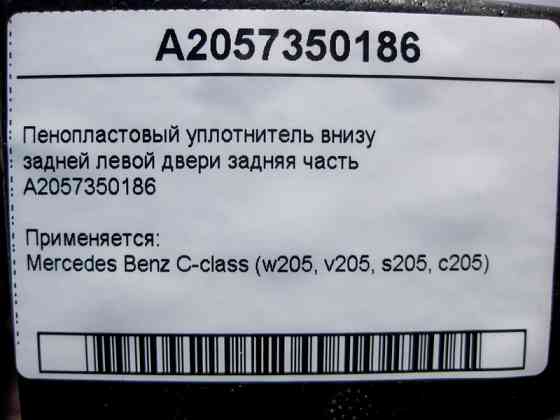 A2057350186
Пенопластовый уплотнитель внизу
задней левой двери задняя часть
A2057350186
Применяется:
Mercedes Benz C-class (w205, v205, s205, c205)